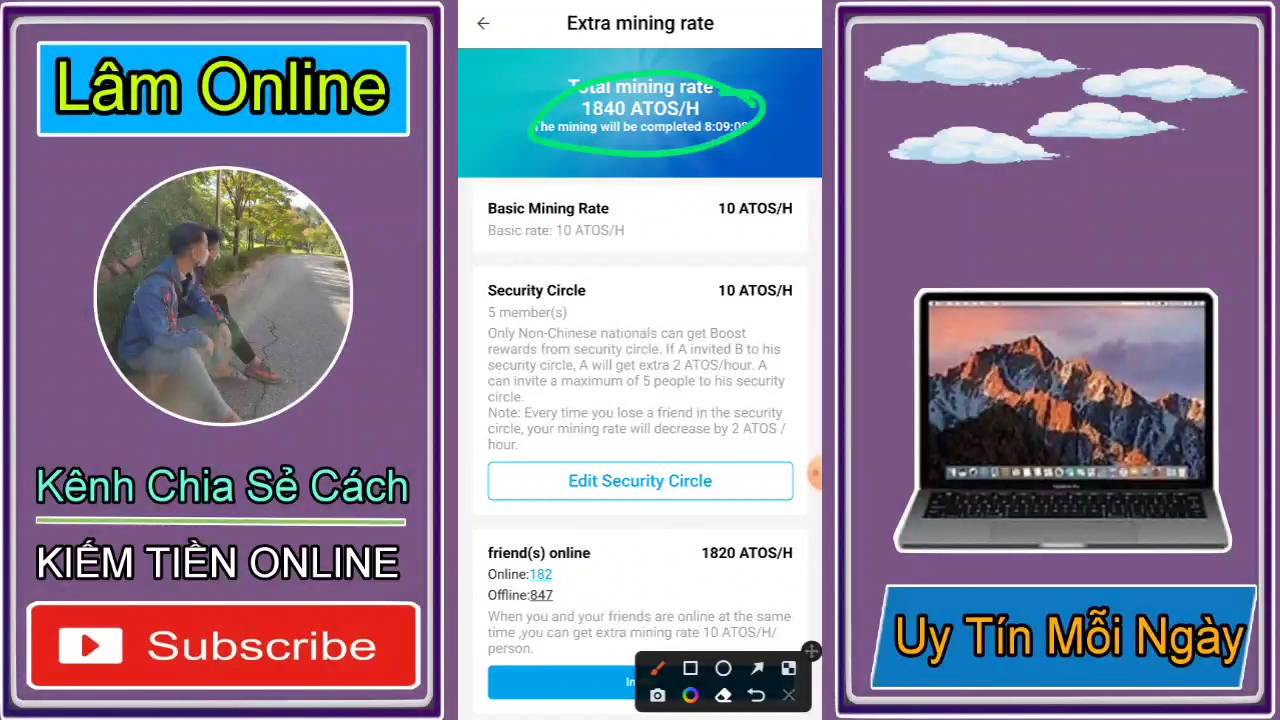 Lâm Online
Kênh Chia Sẻ Cách
KIẾM TIỀN ONLINE
Subscribe
Extra mining rate
Total mining rate
1840 ATOS/H
The mining will be completed 8:09:09
Basic Mining Rate 10 ATOS/H
Basic rate: 10 ATOS/H
Security Circle 10 ATOS/H
5 member(s)
Only Non-Chinese nationals can get Boost
rewards from security circle. If A invited B to his
security circle, A will get extra 2 ATOS/hour. A
can invite a maximum of 5 people to his security
circle.
Note: Every time you lose a friend in the security
circle, your mining rate will decrease by 2 ATOS /
hour.
Edit Security Circle
friend(s) online 1820 ATOS/H
Online:182
Offline:847
When you and your friends are online at the same
time ,you can get extra mining rate 10 ATOS/H/
person.
Uy Tín Mỗi Ngày